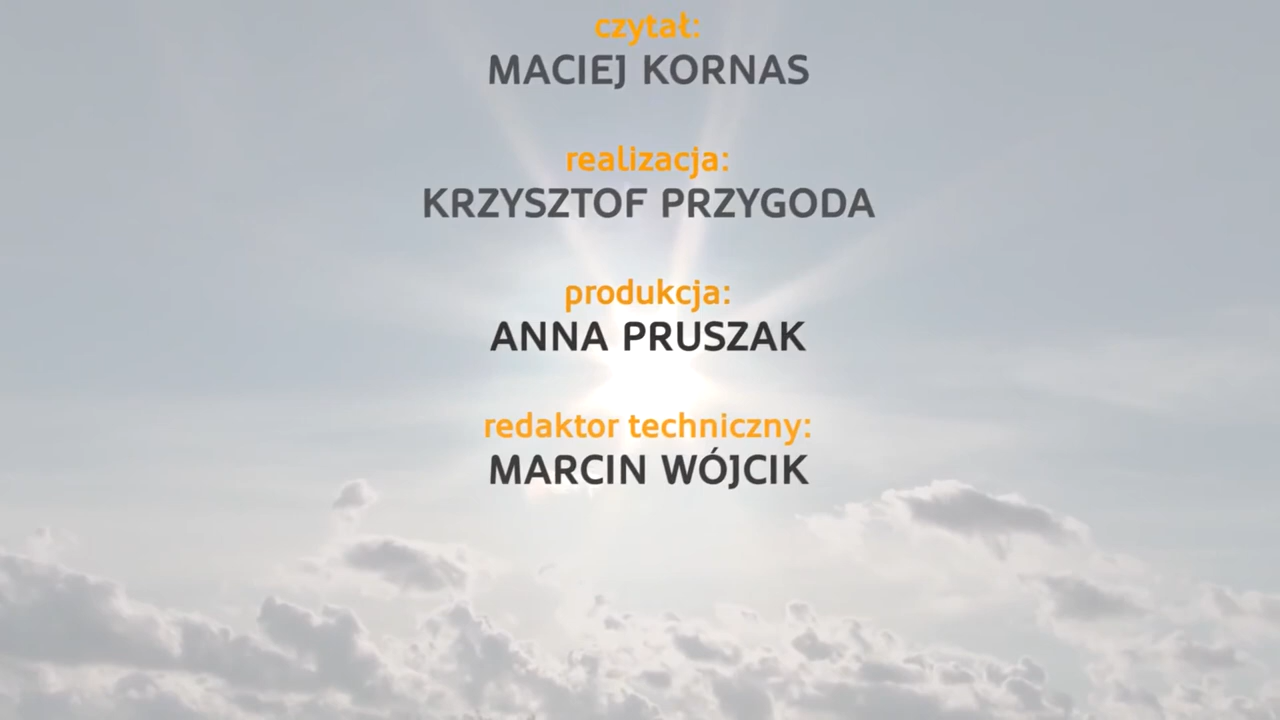 czytał:
MACIEJ KORNAS
realizacja:
KRZYSZTOF PRZYGODA
produkcja:
ANNA PRUSZAK
redaktor techniczny:
MARCIN WÓJCIK